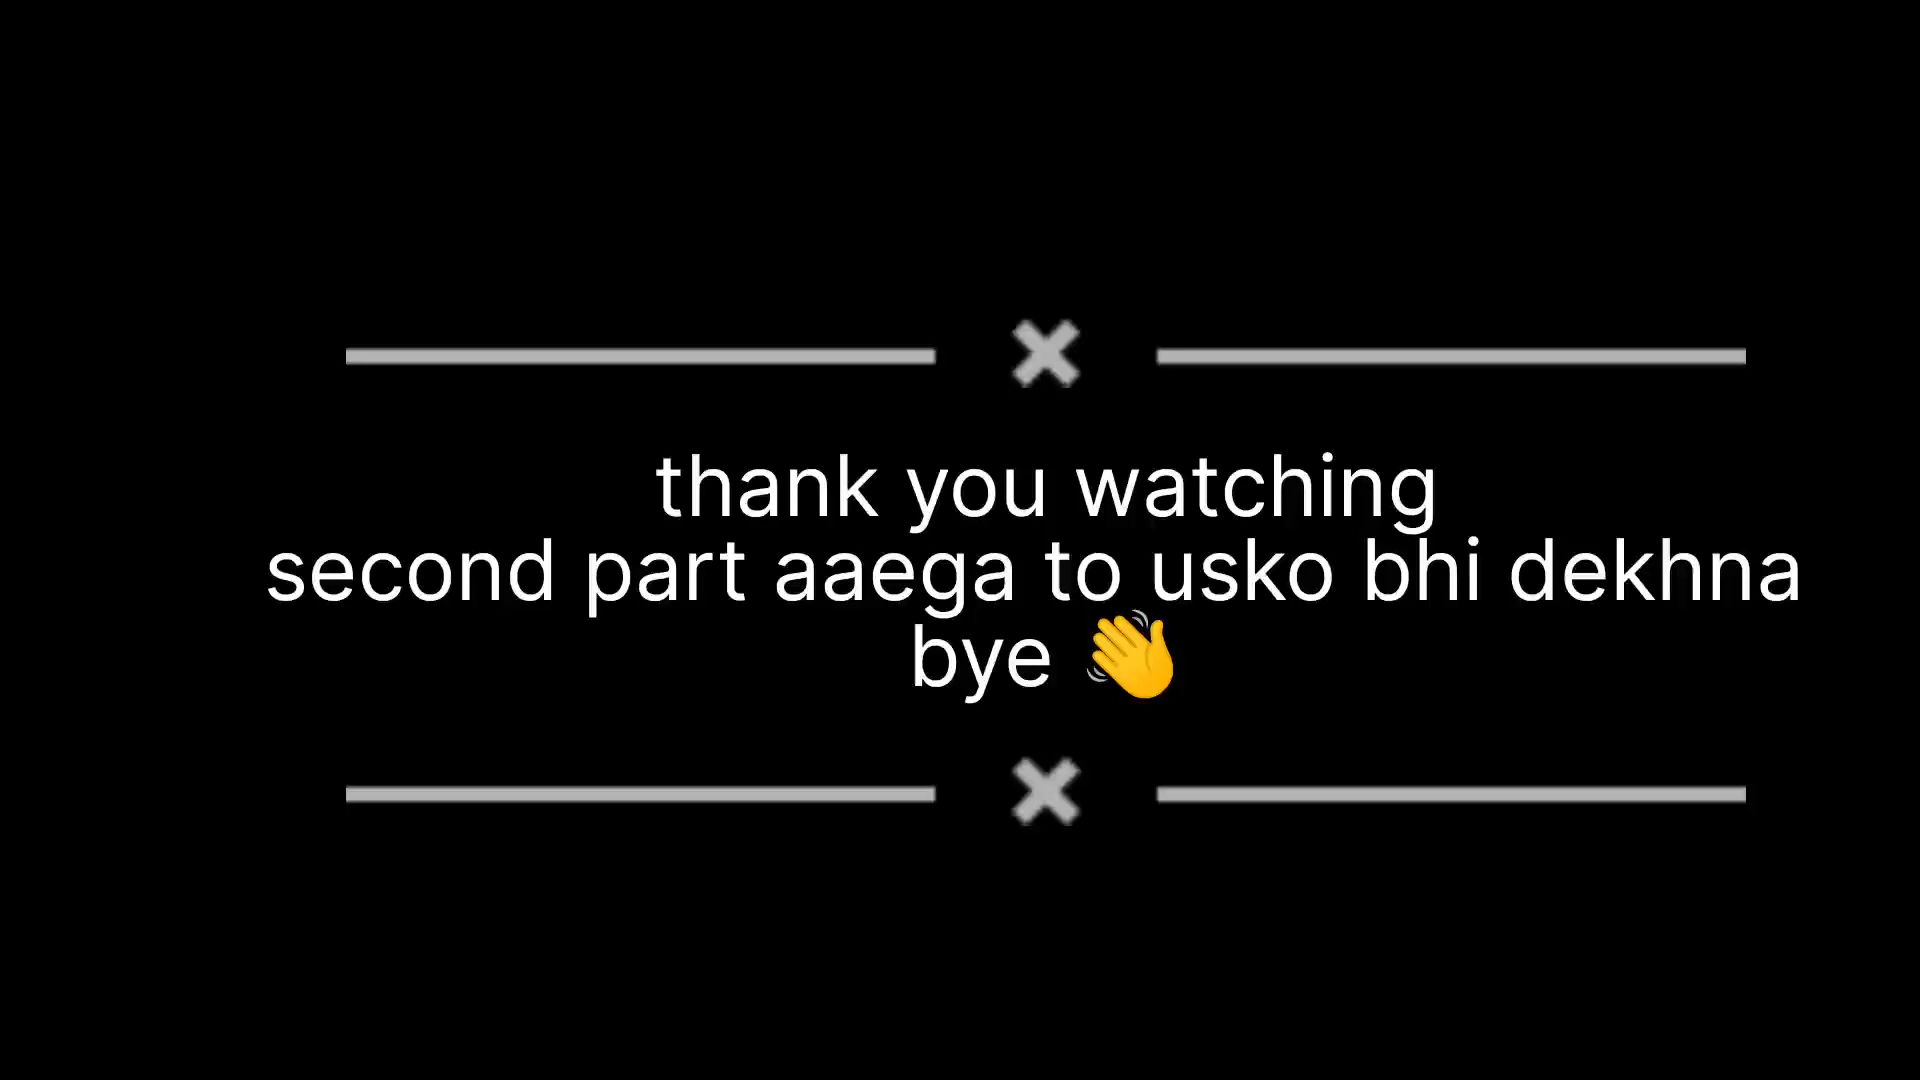 thank you watching
second part aaega to usko bhi dekhna
bye 👋